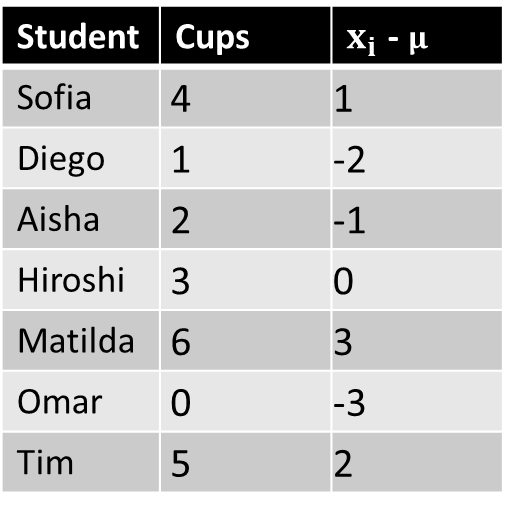 Student Cups xᵢ - μ
Sofia 4 1
Diego 1 -2
Aisha 2 -1
Hiroshi 3 0
Matilda 6 3
Omar 0 -3
Tim 5 2